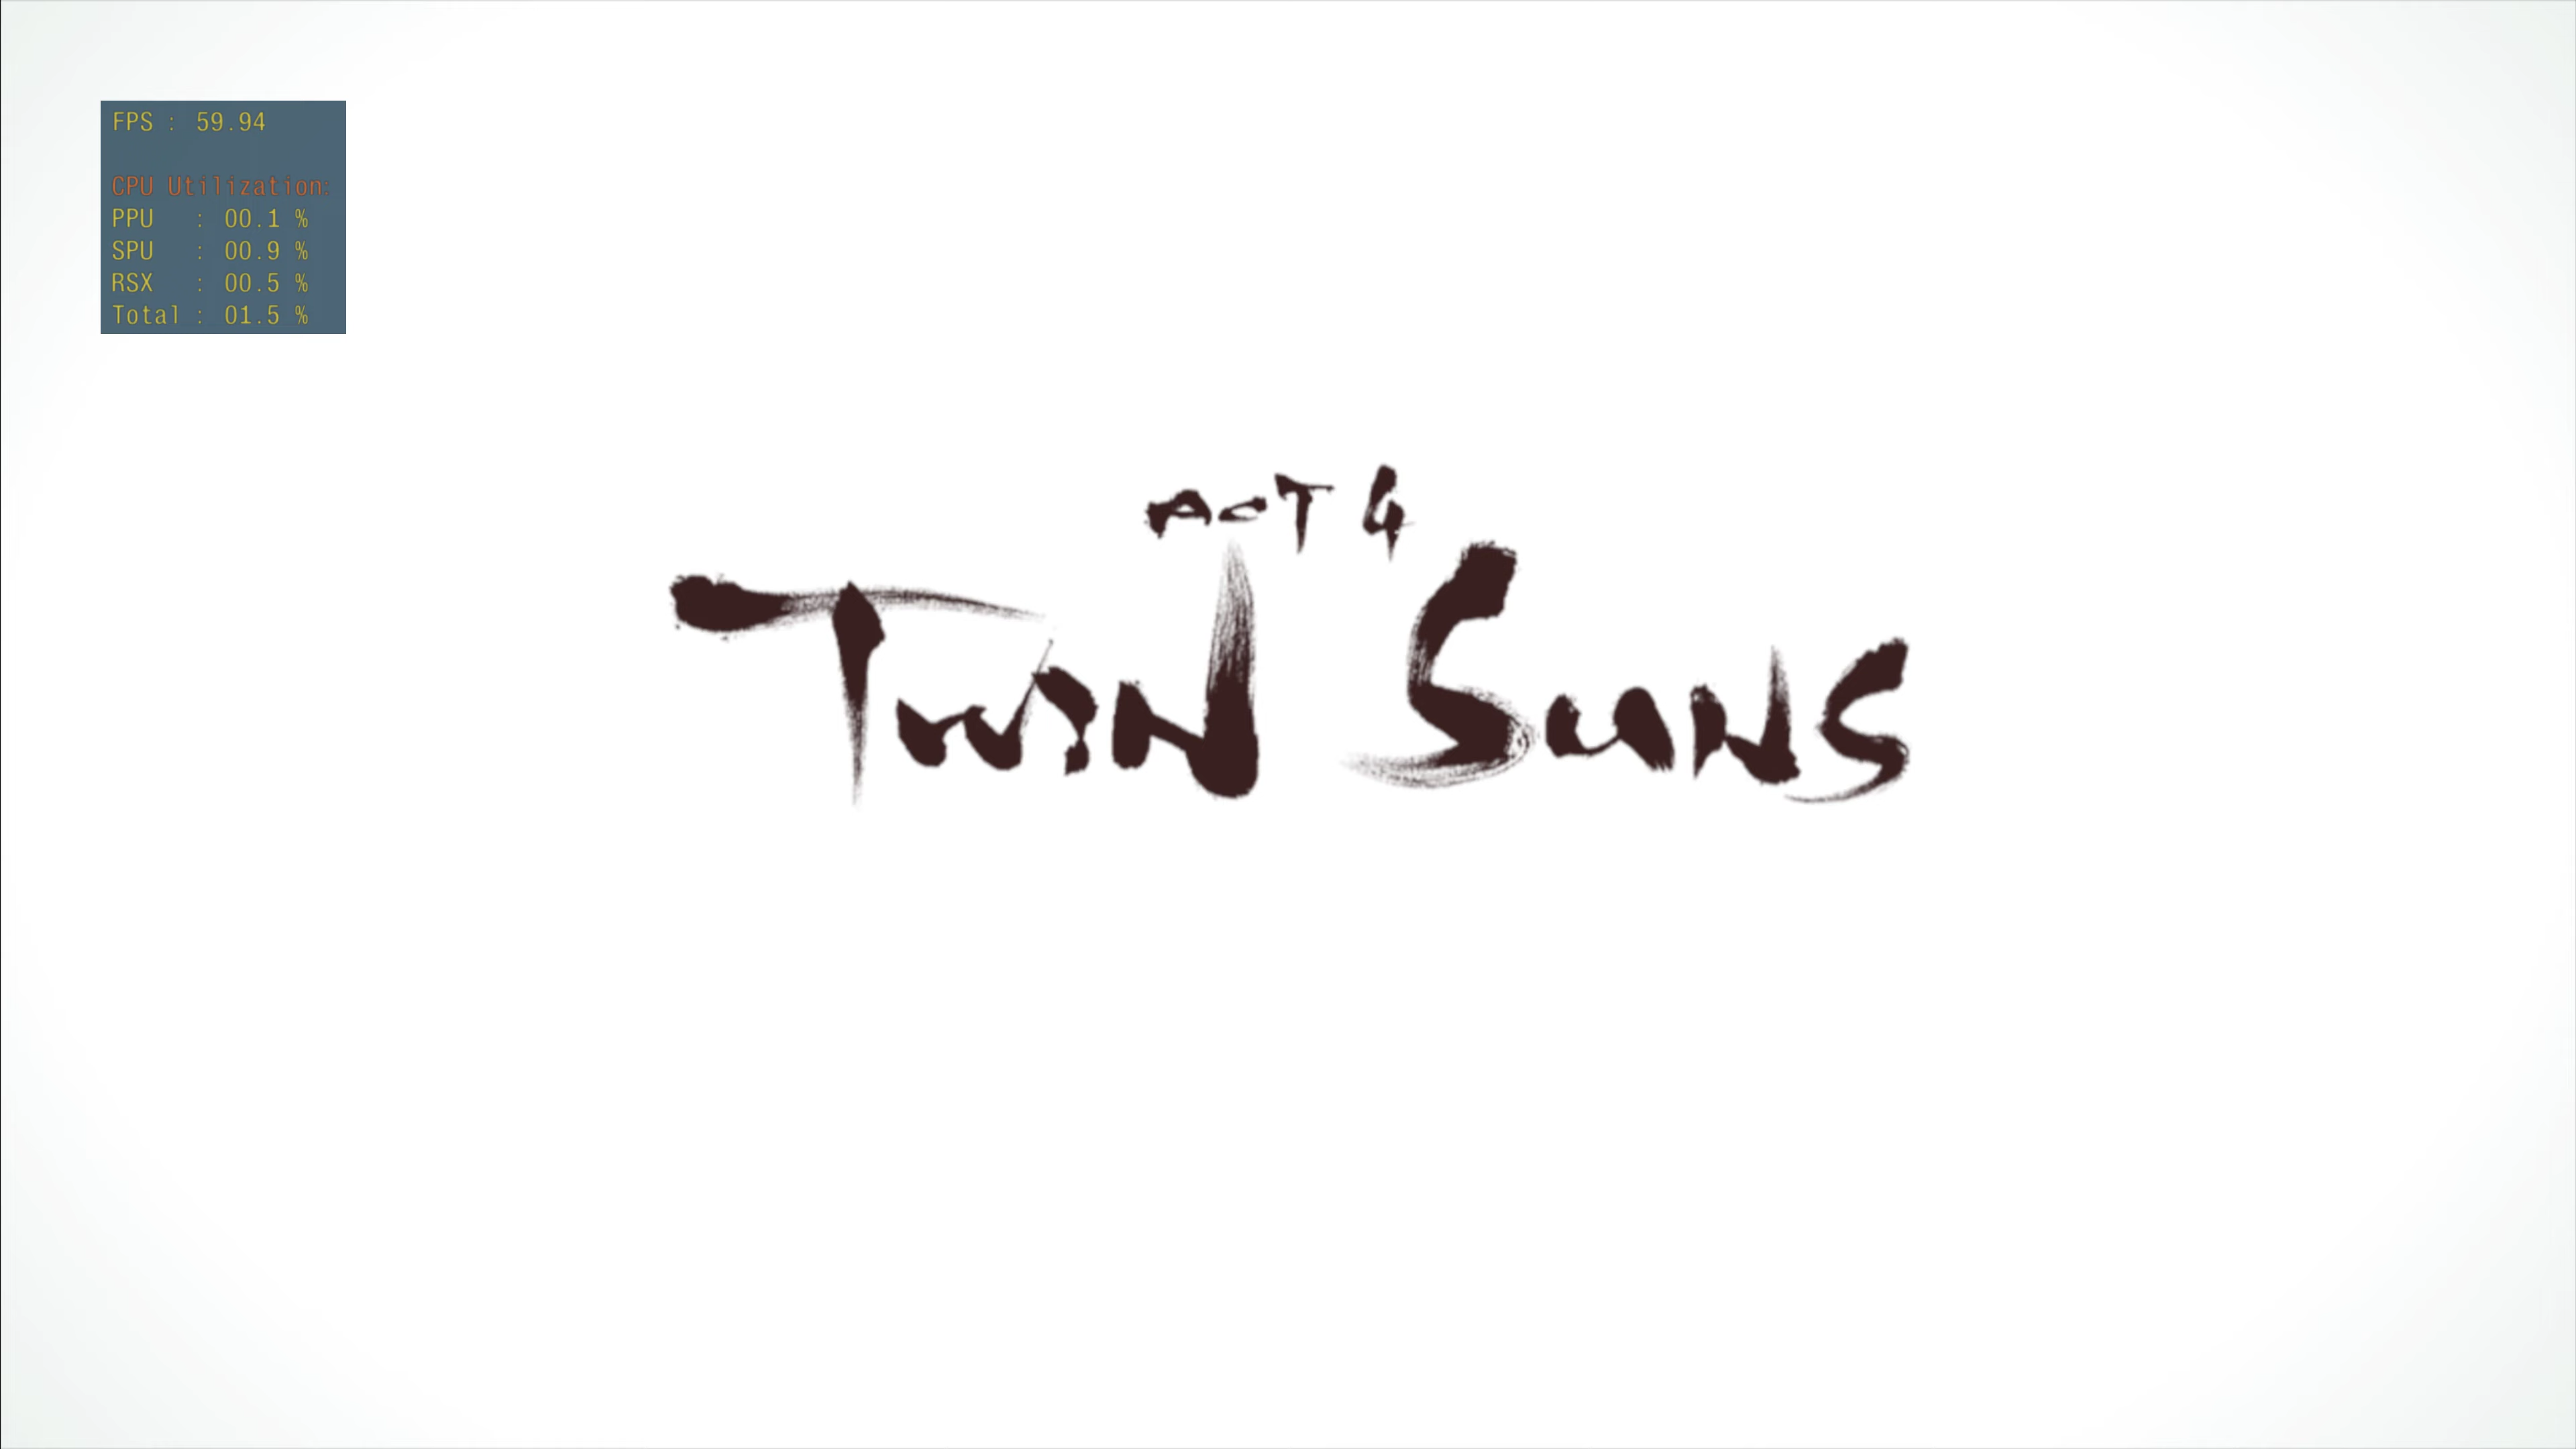 FPS : 59.94
CPU Utilization:
PPU : 00.1 %
SPU : 00.9 %
RSX : 00.5 %
Total : 01.5 %
ACT 4
TWIN SUNS